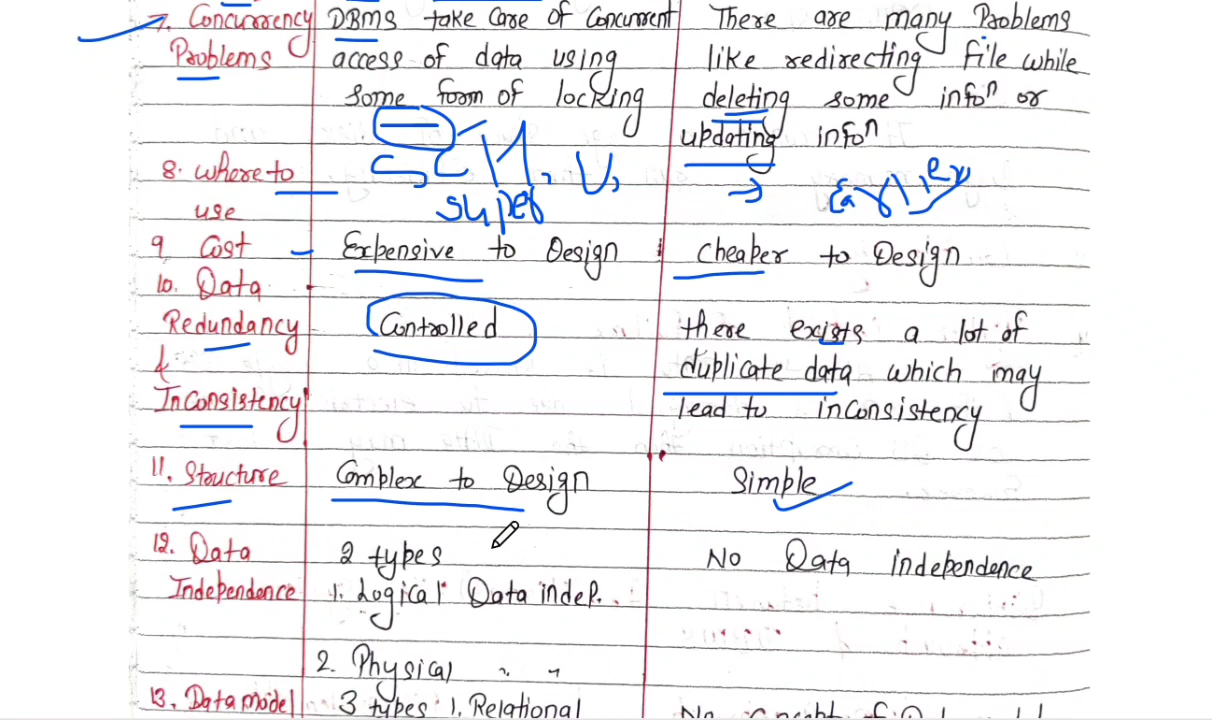 7. Concurrency DBMS take care of Concurrent There are many Problems
Problems access of data using like redirecting file while
some form of locking deleting some infoⁿ or
updating infoⁿ
8. where to
use super
9 Cost Expensive to Design cheaper to Design
10. Data
Redundancy Controlled there exists a lot of
& duplicate data which may
Inconsistency lead to inconsistency
11. Structure Complex to Design Simple
12. Data 2 types No Data independence
Independence 1. Logical Data indep.
2. Physical " "
13. Data model 3 types 1. Relational